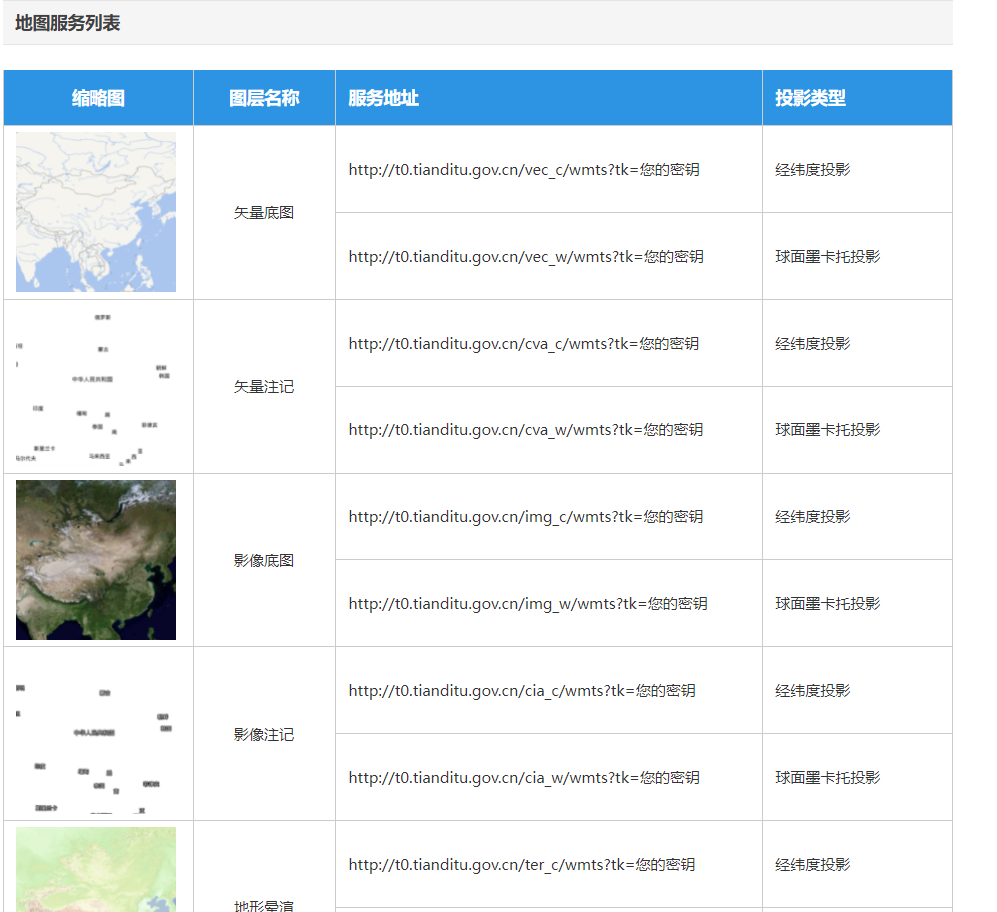 地图服务列表
缩略图 图层名称 服务地址 投影类型
矢量底图
http://t0.tianditu.gov.cn/vec_c/wmts?tk=您的密钥 经纬度投影
http://t0.tianditu.gov.cn/vec_w/wmts?tk=您的密钥 球面墨卡托投影
俄罗斯
蒙古
朝鲜
韩国
中华人民共和国
印度
缅甸
泰国
菲律宾
斯里兰卡
马尔代夫
马来西亚
矢量注记
http://t0.tianditu.gov.cn/cva_c/wmts?tk=您的密钥 经纬度投影
http://t0.tianditu.gov.cn/cva_w/wmts?tk=您的密钥 球面墨卡托投影
影像底图
http://t0.tianditu.gov.cn/img_c/wmts?tk=您的密钥 经纬度投影
http://t0.tianditu.gov.cn/img_w/wmts?tk=您的密钥 球面墨卡托投影
中华人民共和国
影像注记
http://t0.tianditu.gov.cn/cia_c/wmts?tk=您的密钥 经纬度投影
http://t0.tianditu.gov.cn/cia_w/wmts?tk=您的密钥 球面墨卡托投影
地形晕渲
http://t0.tianditu.gov.cn/ter_c/wmts?tk=您的密钥 经纬度投影